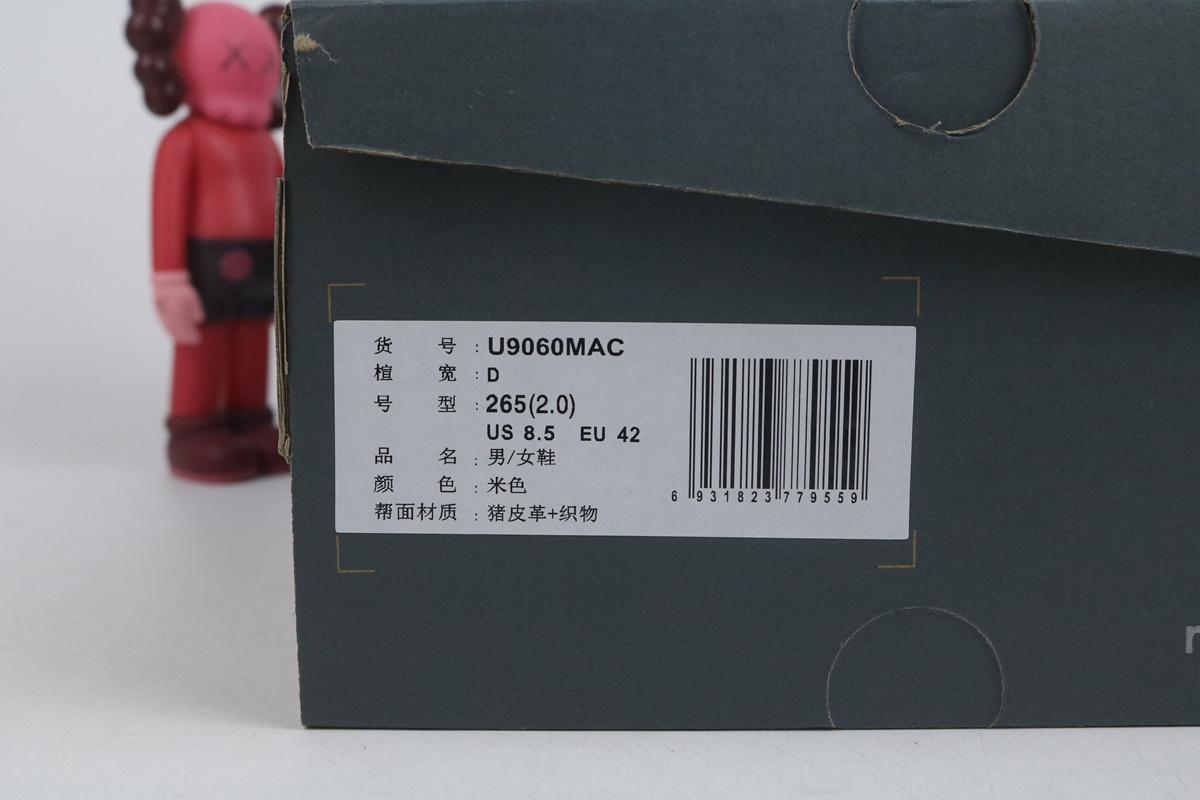 货 号 : U9060MAC
楦 宽 : D
号 型 : 265(2.0)
US 8.5 EU 42
品 名 : 男/女鞋
颜 色 : 米色
帮面材质 : 猪皮革+织物
6 931823 779559